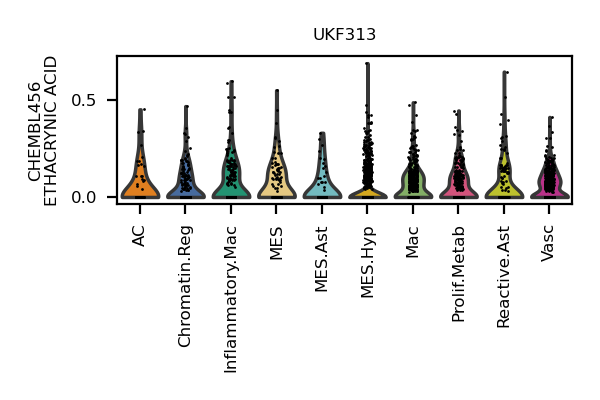 UKF313
CHEMBL456
ETHACRYNIC ACID
0.5
0.0
AC
Chromatin.Reg
Inflammatory.Mac
MES
MES.Ast
MES.Hyp
Mac
Prolif.Metab
Reactive.Ast
Vasc